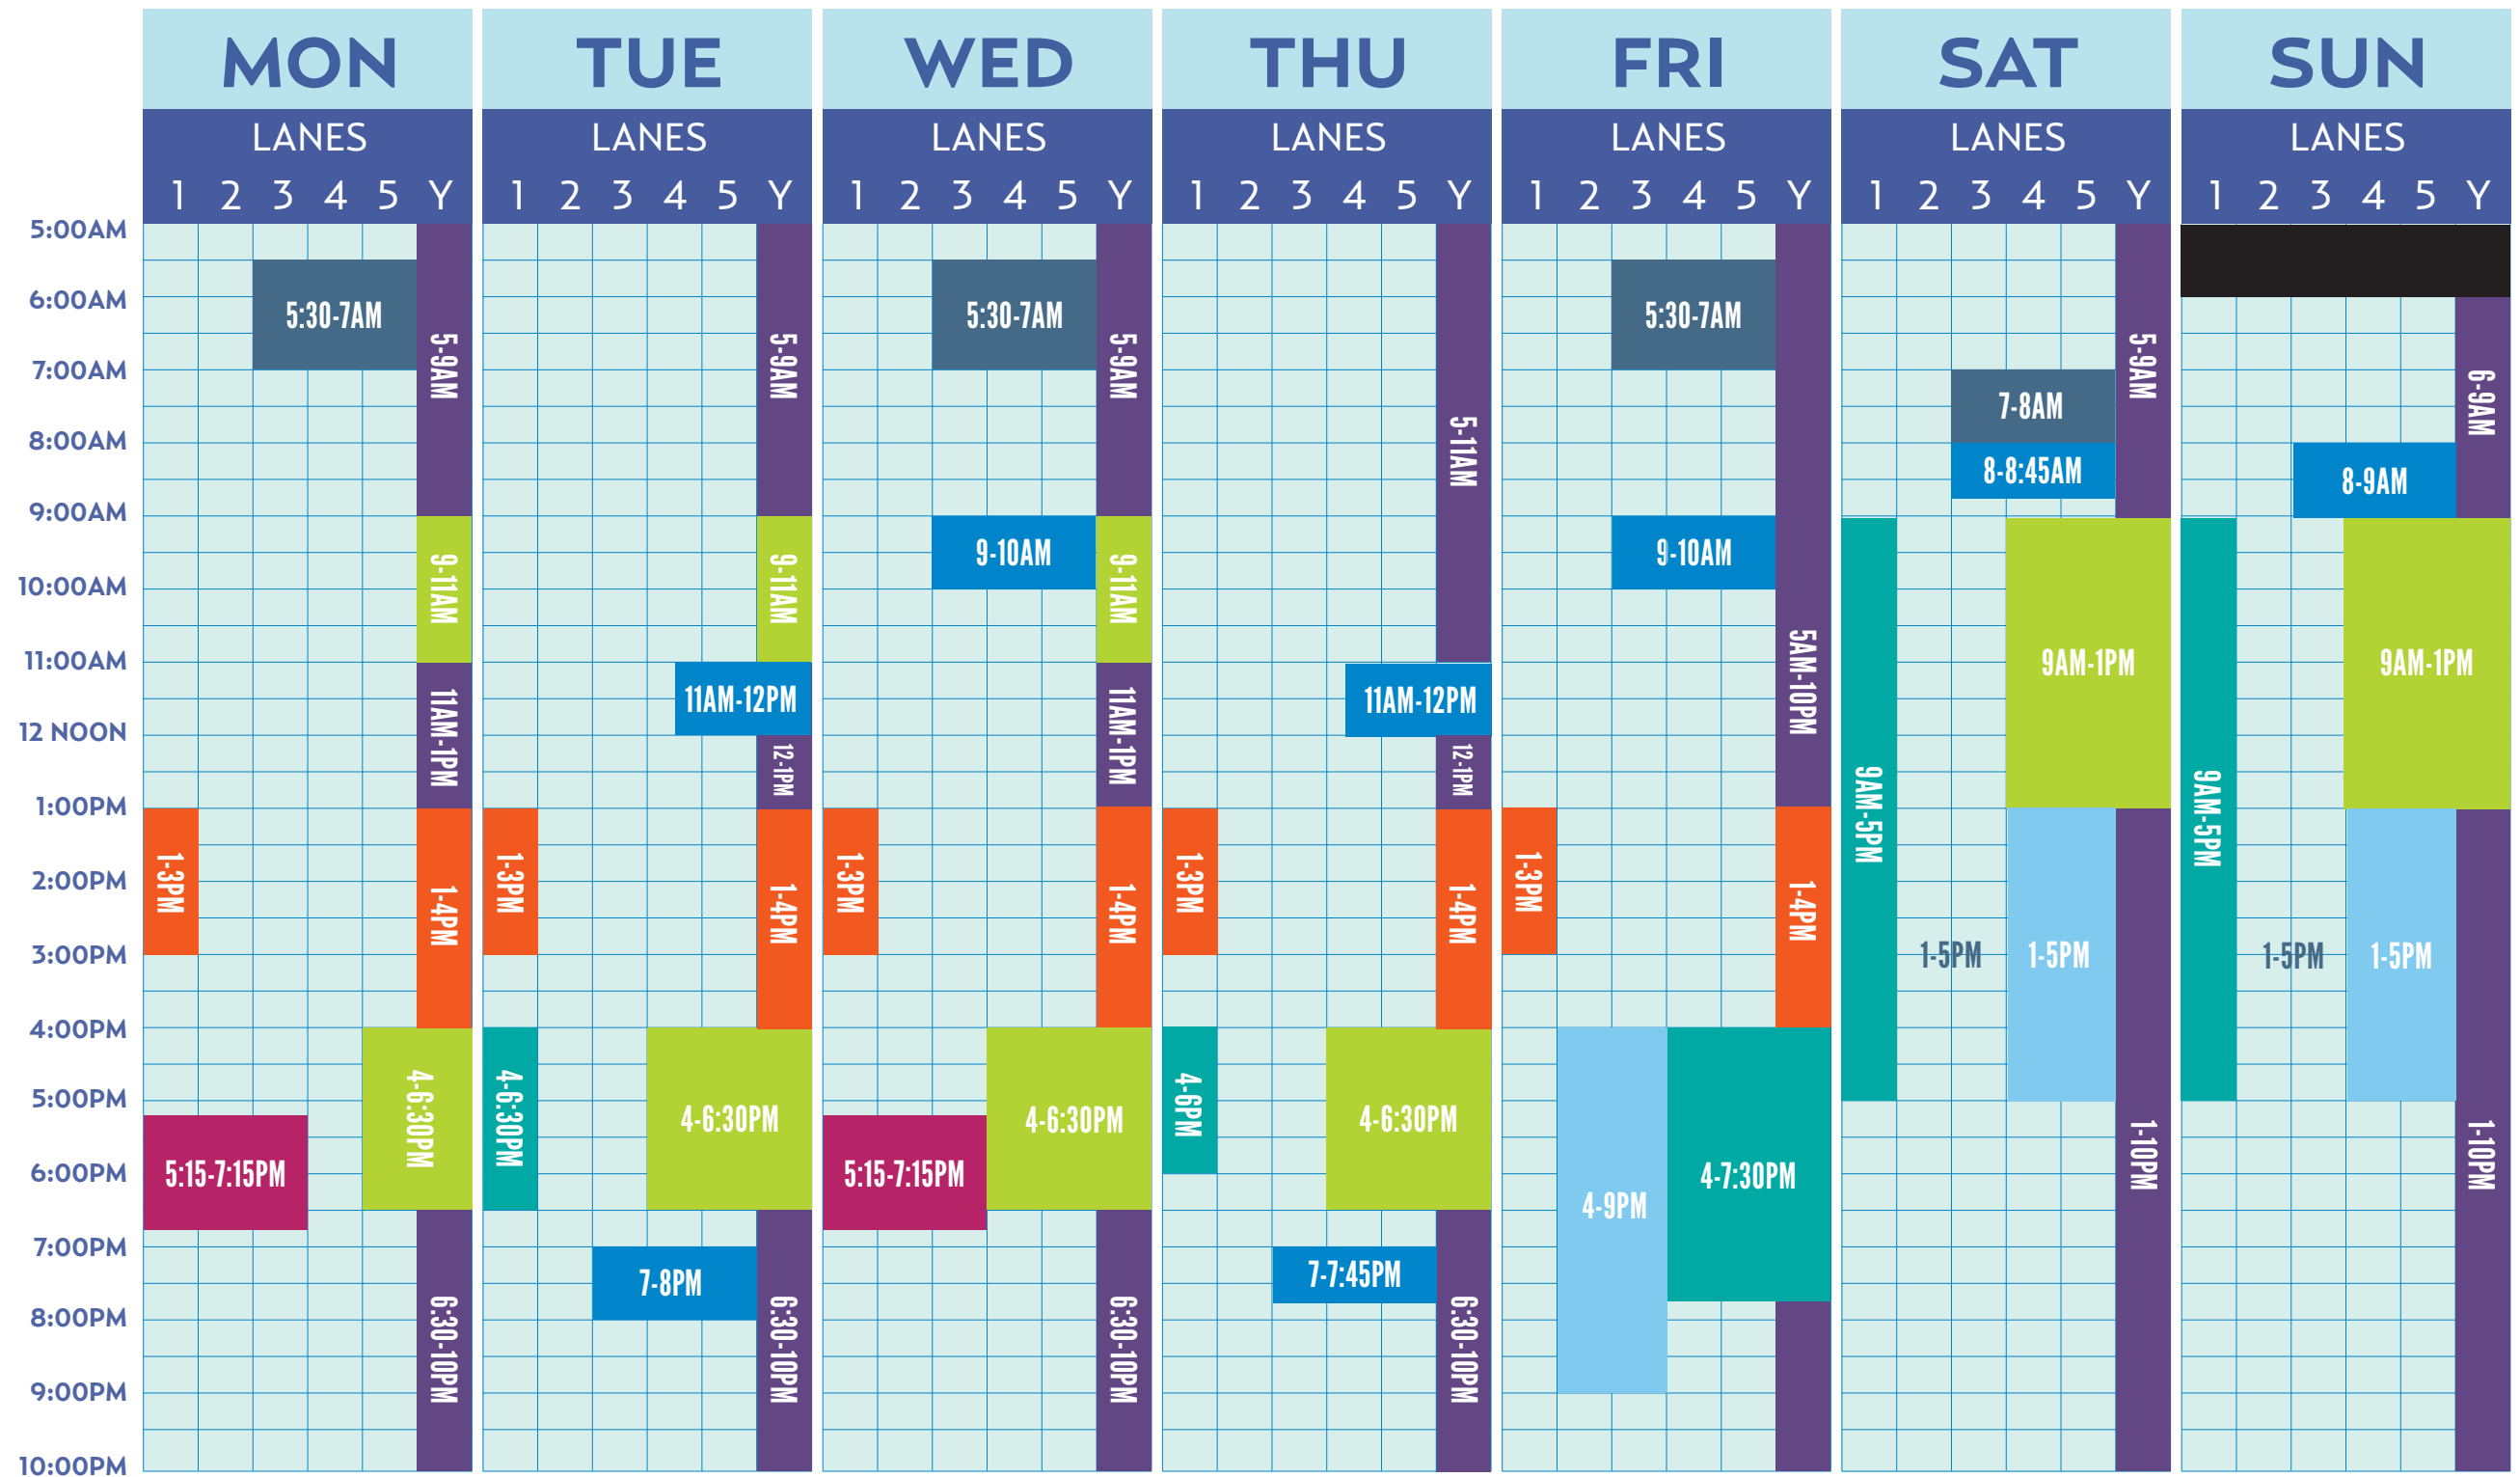 MON TUE WED THU FRI SAT SUN
LANES LANES LANES LANES LANES LANES LANES
1 2 3 4 5 Y 1 2 3 4 5 Y 1 2 3 4 5 Y 1 2 3 4 5 Y 1 2 3 4 5 Y 1 2 3 4 5 Y 1 2 3 4 5 Y
5:00AM
6:00AM
7:00AM
8:00AM
9:00AM
10:00AM
11:00AM
12 NOON
1:00PM
2:00PM
3:00PM
4:00PM
5:00PM
6:00PM
7:00PM
8:00PM
9:00PM
10:00PM
5:30-7AM
5-9AM
9-11AM
11AM-1PM
1-3PM
1-4PM
4-6:30PM
5:15-7:15PM
6:30-10PM
5-9AM
9-11AM
11AM-12PM
12-1PM
1-3PM
1-4PM
4-6:30PM
4-6:30PM
7-8PM
6:30-10PM
5:30-7AM
5-9AM
9-10AM
9-11AM
11AM-1PM
1-3PM
1-4PM
4-6:30PM
5:15-7:15PM
6:30-10PM
5-11AM
11AM-12PM
12-1PM
1-3PM
1-4PM
4-6PM
4-6:30PM
7-7:45PM
6:30-10PM
5:30-7AM
9-10AM
5AM-10PM
1-3PM
1-4PM
4-9PM
4-7:30PM
5-9AM
7-8AM
8-8:45AM
9AM-1PM
9AM-5PM
1-5PM
1-5PM
1-10PM
6-9AM
8-9AM
9AM-1PM
9AM-5PM
1-5PM
1-5PM
1-10PM